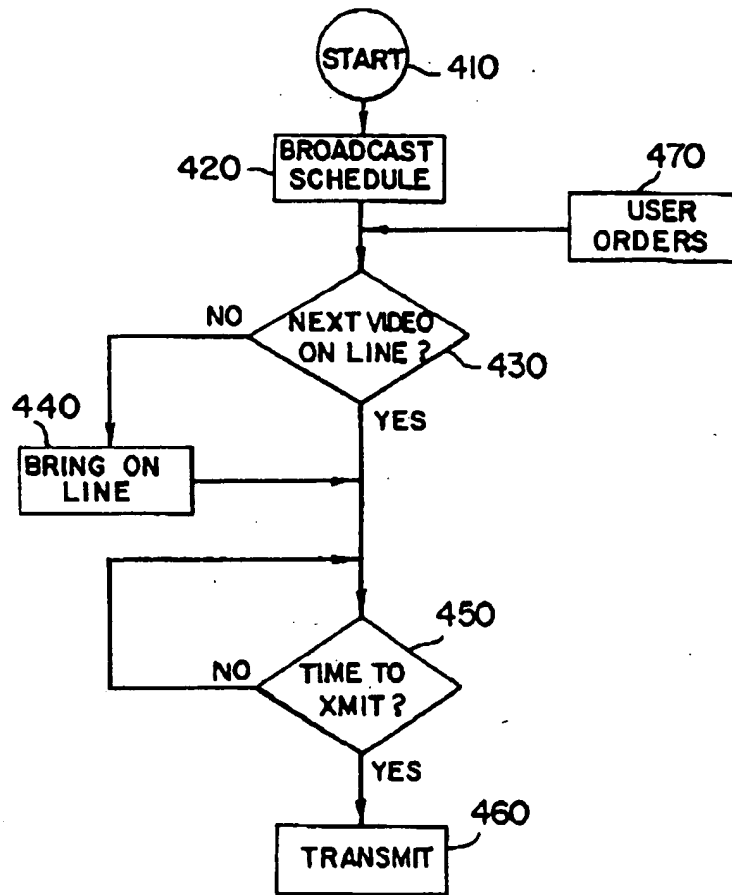 START
410
420
BROADCAST
SCHEDULE
470
USER
ORDERS
NO
NEXT VIDEO
ON LINE?
430
YES
440
BRING ON
LINE
450
NO
TIME TO
XMIT?
YES
460
TRANSMIT